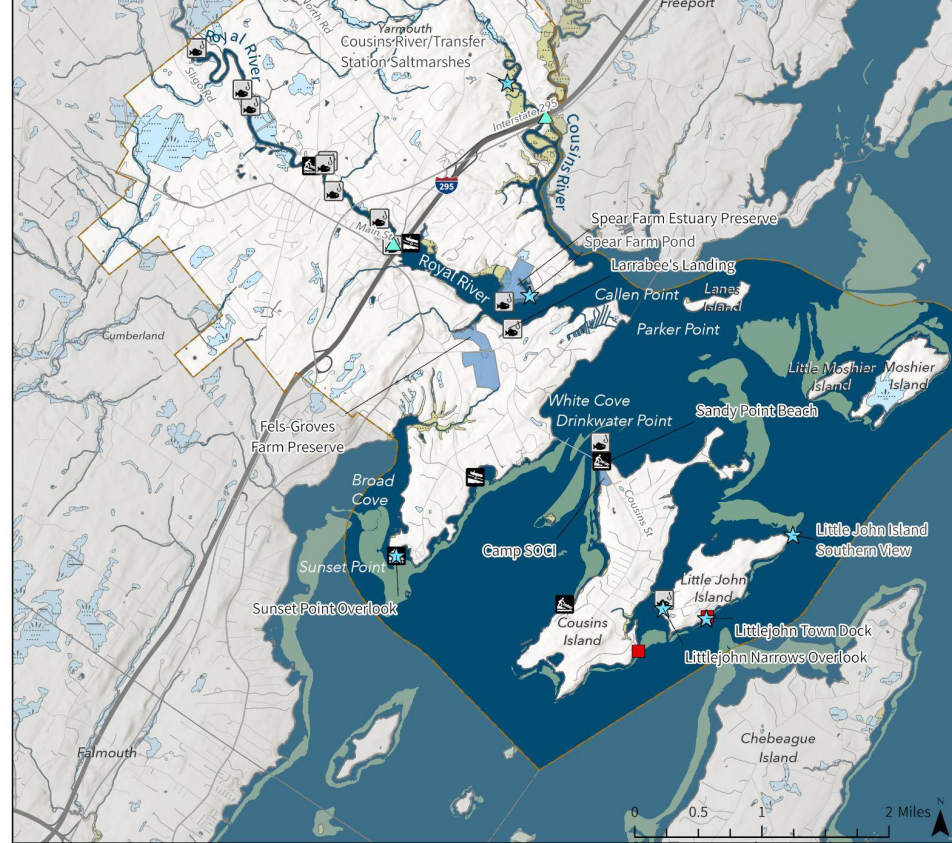 Freeport
North Rd
Yarmouth
Royal River
Cousins River/Transfer
Station Saltmarshes
Sligo Rd
Interstate 295
Cousins River
295
Spear Farm Estuary Preserve
Main St
Spear Farm Pond
Royal River
Larrabee's Landing
Callen Point
Lanes
Island
Parker Point
Cumberland
Little Moshier
Island
Moshier
Island
White Cove
Drinkwater Point
Sandy Point Beach
Fels-Groves
Farm Preserve
Broad
Cove
Cousins St
Little John Island
Southern View
Camp SOCI
Sunset Point
Little John
Island
Sunset Point Overlook
Cousins
Island
Littlejohn Town Dock
Littlejohn Narrows Overlook
Chebeague
Island
Falmouth
N
0 0.5 1 2 Miles